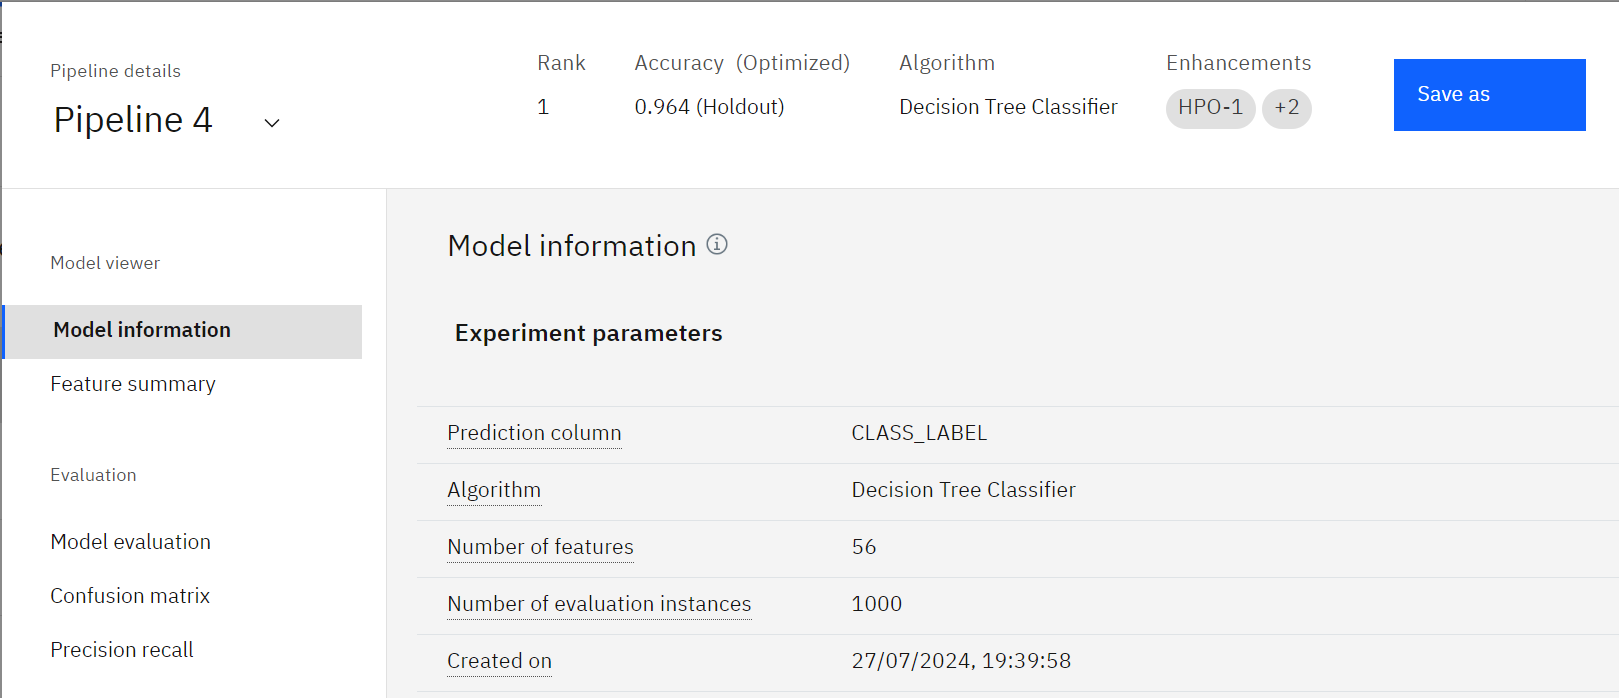 Pipeline details
Pipeline 4
Rank
1
Accuracy (Optimized)
0.964 (Holdout)
Algorithm
Decision Tree Classifier
Enhancements
HPO-1 +2
Save as
Model viewer
Model information
Feature summary
Evaluation
Model evaluation
Confusion matrix
Precision recall
Model information
Experiment parameters
Prediction column CLASS_LABEL
Algorithm Decision Tree Classifier
Number of features 56
Number of evaluation instances 1000
Created on 27/07/2024, 19:39:58